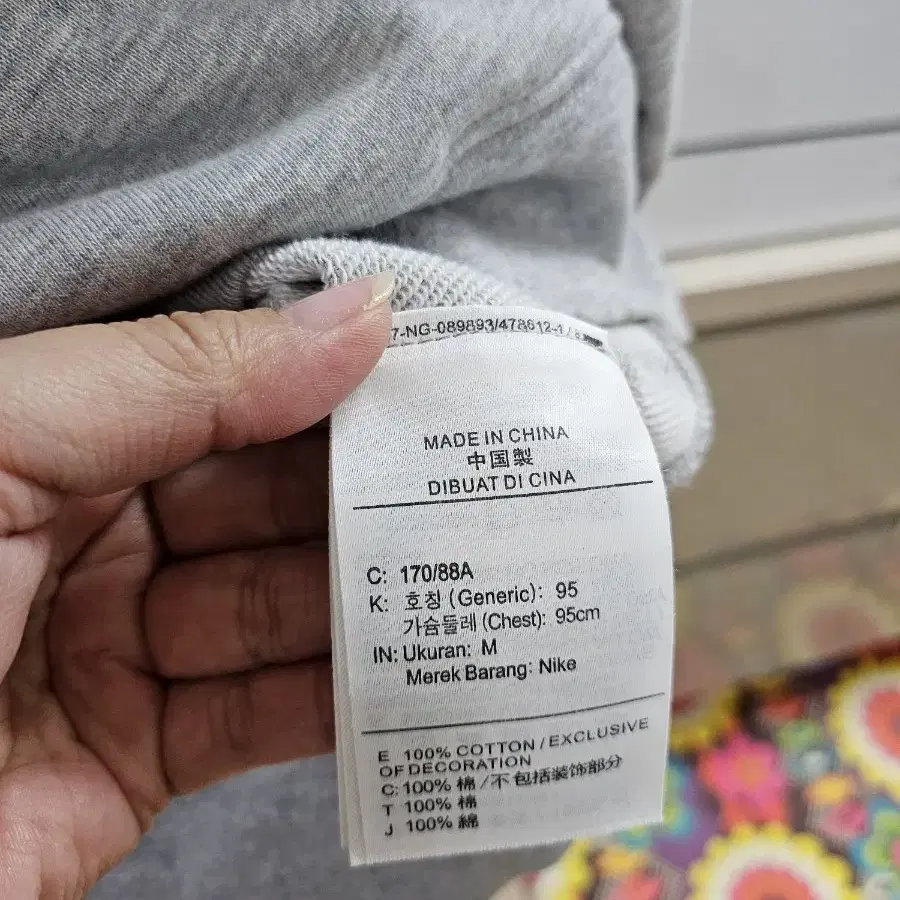 7-NG-089893/478612-1/
MADE IN CHINA
中国製
DIBUAT DI CINA
C: 170/88A
K: 호칭 (Generic): 95
가슴둘레 (Chest): 95cm
IN: Ukuran: M
Merek Barang: Nike
E 100% COTTON / EXCLUSIVE
OF DECORATION
C: 100% 棉 / 不包括装饰部分
T 100% 棉
J 100% 綿